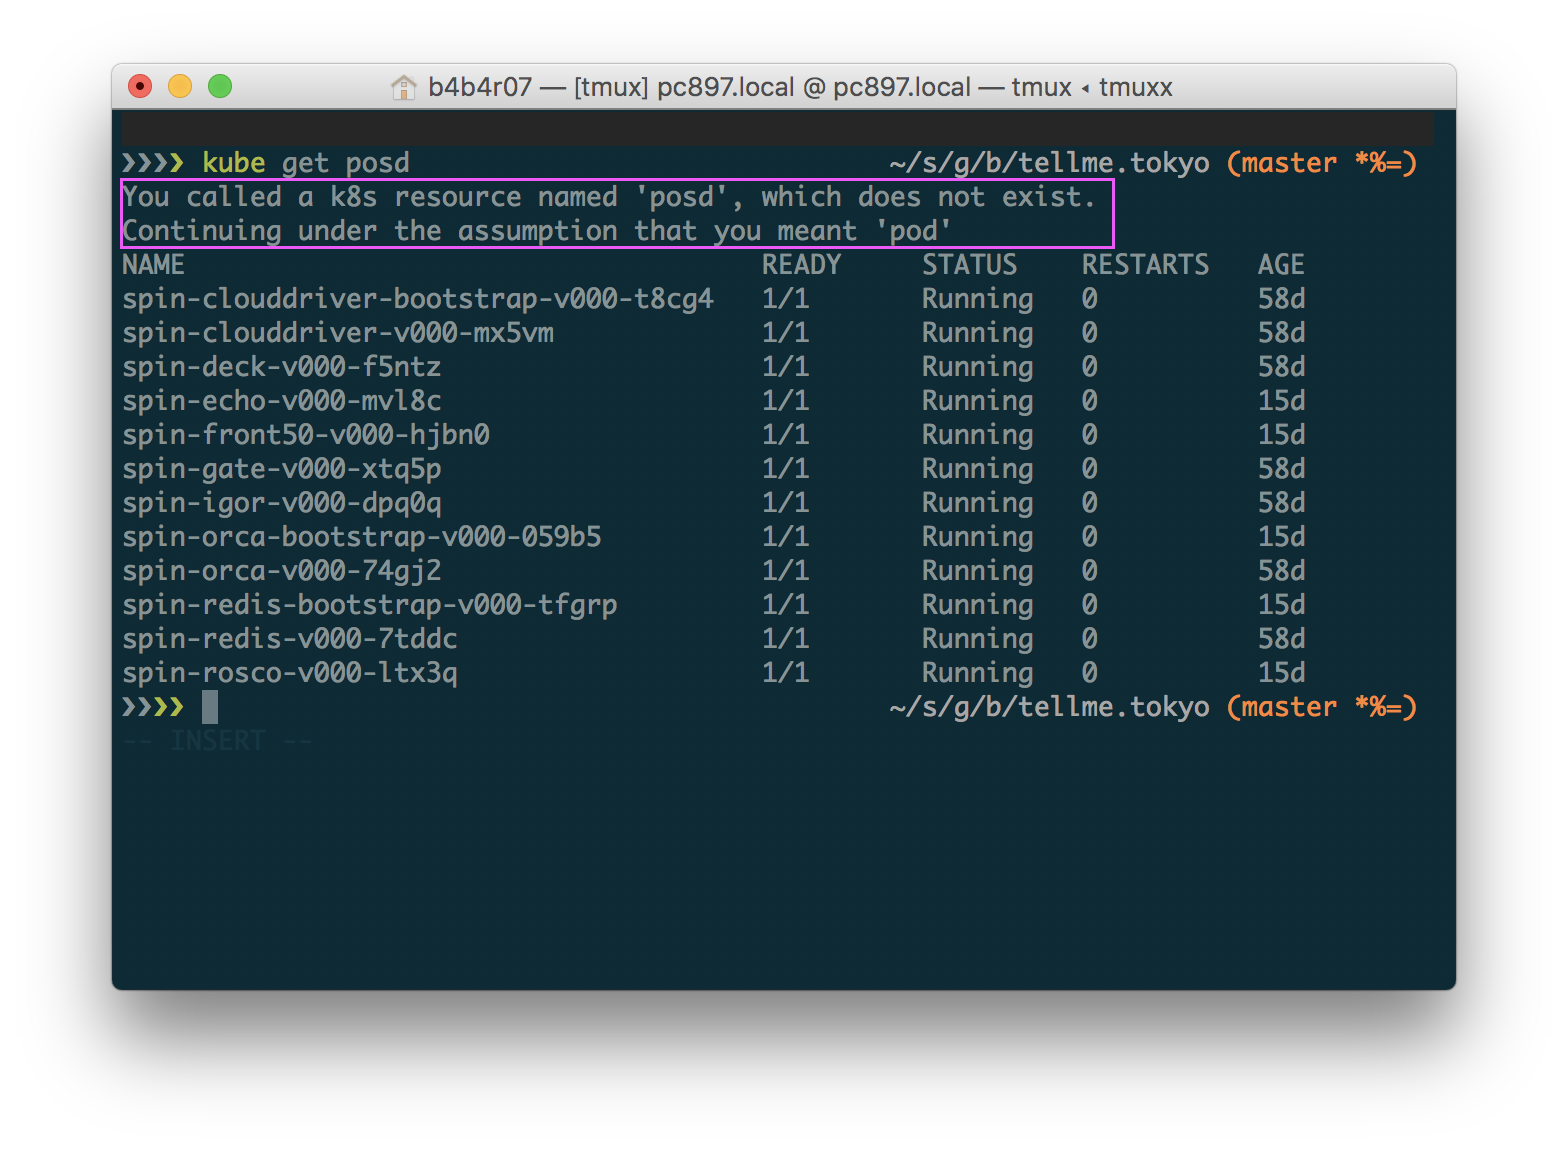 b4b4r07 — [tmux] pc897.local @ pc897.local — tmux ◂ tmuxx
❯❯❯❯ kube get posd ~/s/g/b/tellme.tokyo (master *%=)
You called a k8s resource named 'posd', which does not exist.
Continuing under the assumption that you meant 'pod'
NAME READY STATUS RESTARTS AGE
spin-clouddriver-bootstrap-v000-t8cg4 1/1 Running 0 58d
spin-clouddriver-v000-mx5vm 1/1 Running 0 58d
spin-deck-v000-f5ntz 1/1 Running 0 58d
spin-echo-v000-mvl8c 1/1 Running 0 15d
spin-front50-v000-hjbn0 1/1 Running 0 15d
spin-gate-v000-xtq5p 1/1 Running 0 58d
spin-igor-v000-dpq0q 1/1 Running 0 58d
spin-orca-bootstrap-v000-059b5 1/1 Running 0 15d
spin-orca-v000-74gj2 1/1 Running 0 58d
spin-redis-bootstrap-v000-tfgrp 1/1 Running 0 15d
spin-redis-v000-7tddc 1/1 Running 0 58d
spin-rosco-v000-ltx3q 1/1 Running 0 15d
❯❯❯❯ ~/s/g/b/tellme.tokyo (master *%=)
-- INSERT --